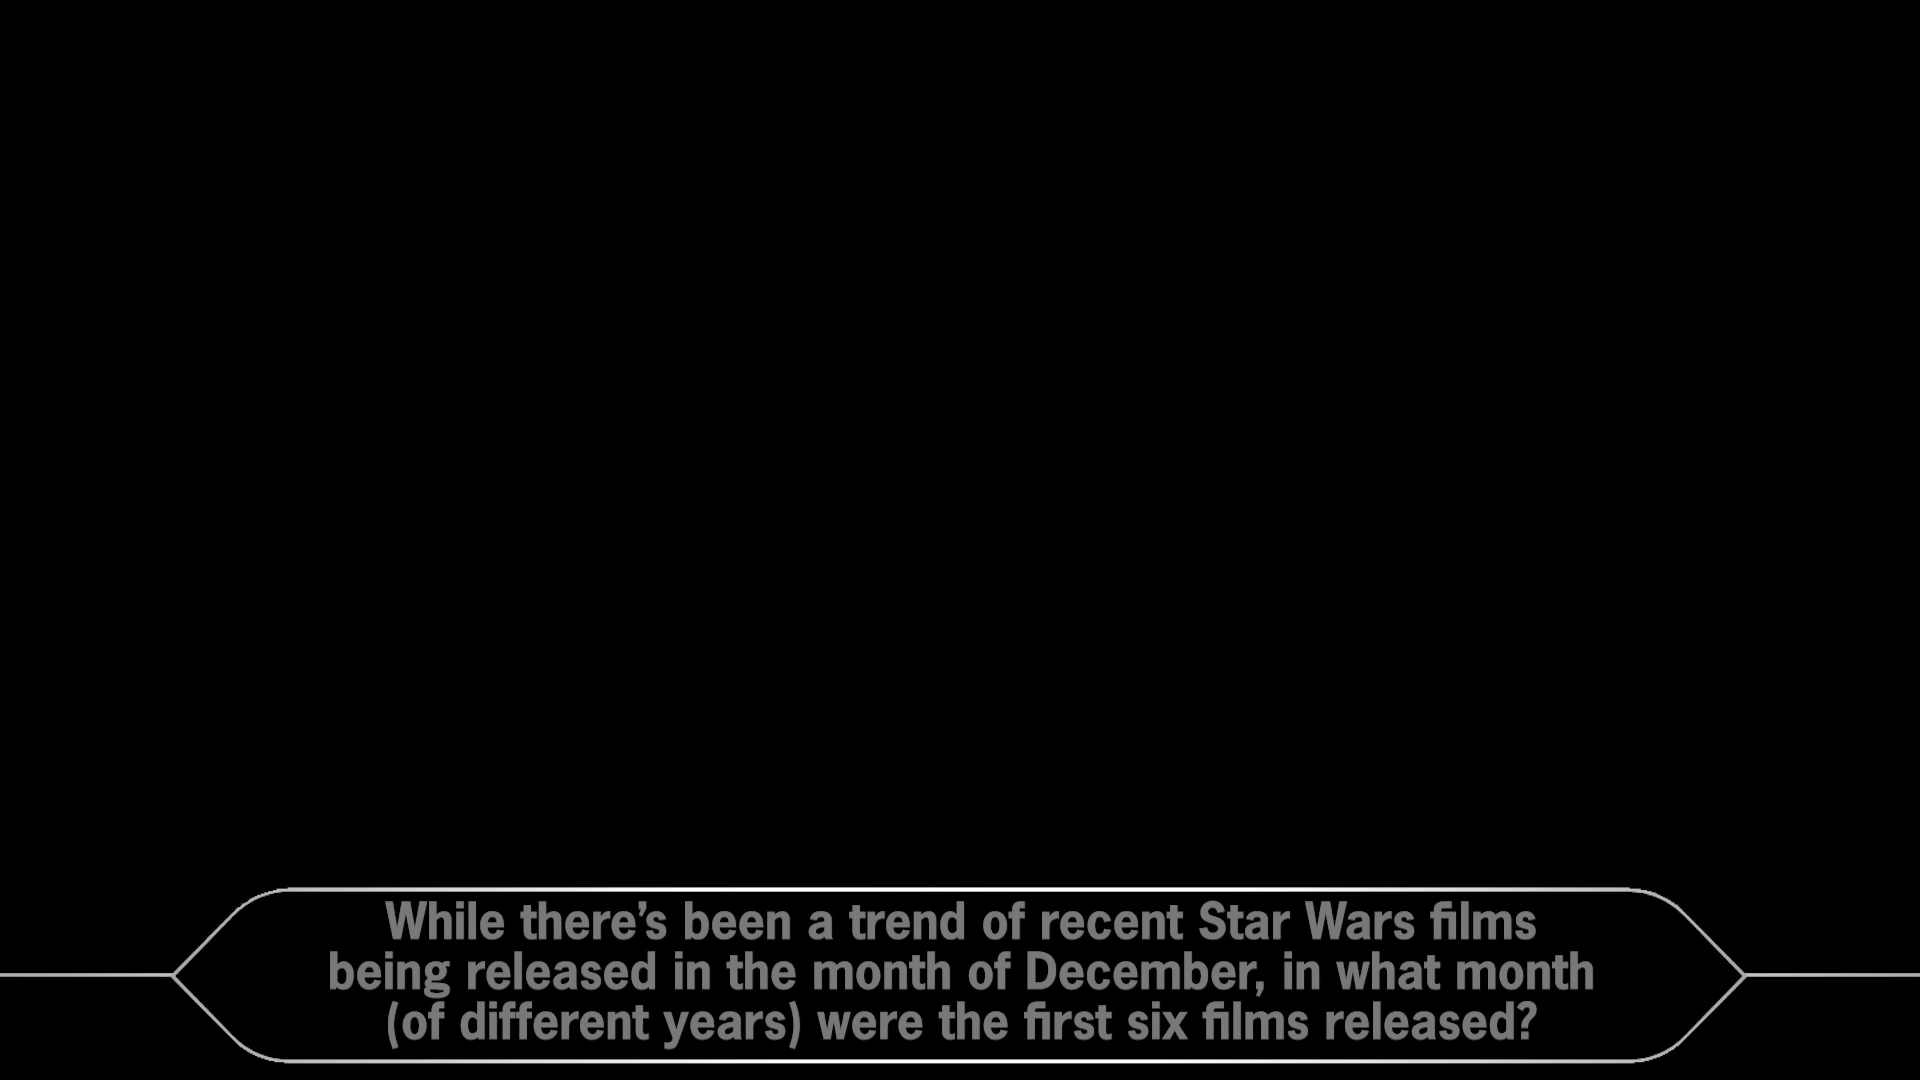 While there’s been a trend of recent Star Wars films
being released in the month of December, in what month
(of different years) were the first six films released?